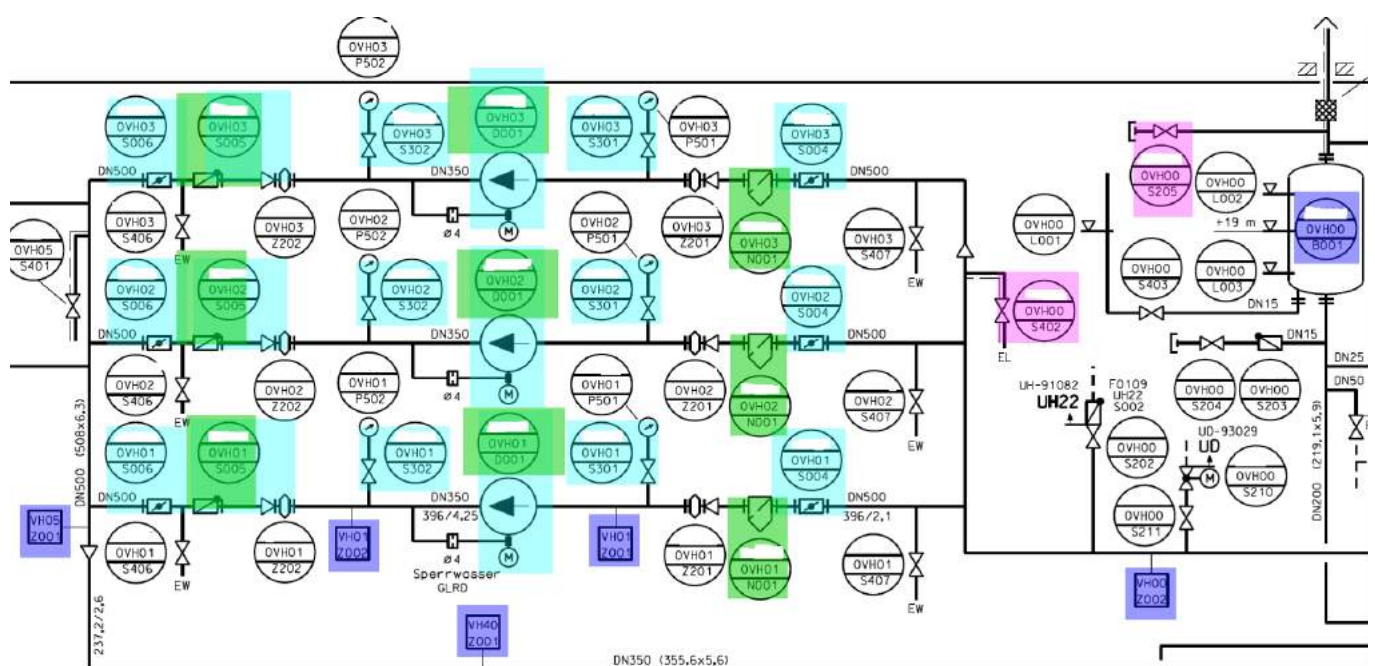 OVH03
P502
OVH03
S006
OVH03
S005
OVH03
S302
OVH03
D001
OVH03
S301
OVH03
P501
OVH03
S004
OVH00
S205
OVH00
L002
DN500
DN350
DN500
+19 m
OVH00
B001
OVH05
S401
OVH03
S406
EW
OVH03
Z202
OVH02
P502
ø4
M
OVH02
P501
OVH03
Z201
OVH03
N001
OVH03
S407
EW
OVH00
L001
OVH00
S403
OVH00
L003
DN15
OVH02
S006
OVH02
S005
OVH02
S302
OVH02
D001
OVH02
S301
OVH02
S004
OVH00
S402
EL
DN500
DN350
DN500
DN15
DN25
DN50
OVH02
S406
EW
OVH02
Z202
OVH01
P502
ø4
M
OVH01
P501
OVH02
Z201
OVH02
N001
OVH02
S407
EW
UH-91082
UH22
F0109
UH22
S002
OVH00
S204
OVH00
S203
UD-93029
UD
OVH00
S202
M
OVH00
S210
OVH00
S211
DN500 (508x6,3)
DN200 (219,1x5,9)
OVH01
S006
OVH01
S005
OVH01
S302
OVH01
D001
OVH01
S301
OVH01
S004
DN500
DN350
396/4,25
DN500
396/2,1
VH05
Z001
OVH01
S406
EW
OVH01
Z202
VH01
Z002
ø4
M
Sperrwasser
GLRD
VH01
Z001
OVH01
Z201
OVH01
N001
OVH01
S407
EW
VH00
Z002
237,2/2,6
VH40
Z001
DN350 (355,6x5,6)